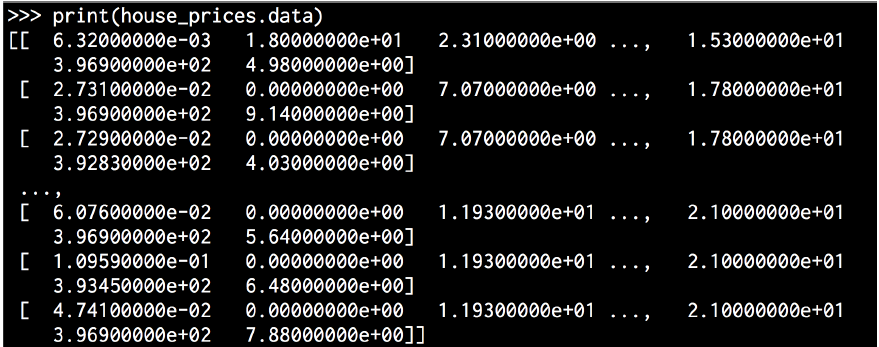 >>> print(house_prices.data)
[[  6.32000000e-03   1.80000000e+01   2.31000000e+00 ...,   1.53000000e+01
    3.96900000e+02   4.98000000e+00]
 [  2.73100000e-02   0.00000000e+00   7.07000000e+00 ...,   1.78000000e+01
    3.96900000e+02   9.14000000e+00]
 [  2.72900000e-02   0.00000000e+00   7.07000000e+00 ...,   1.78000000e+01
    3.92830000e+02   4.03000000e+00]
 ...,
 [  6.07600000e-02   0.00000000e+00   1.19300000e+01 ...,   2.10000000e+01
    3.96900000e+02   5.64000000e+00]
 [  1.09590000e-01   0.00000000e+00   1.19300000e+01 ...,   2.10000000e+01
    3.93450000e+02   6.48000000e+00]
 [  4.74100000e-02   0.00000000e+00   1.19300000e+01 ...,   2.10000000e+01
    3.96900000e+02   7.88000000e+00]]